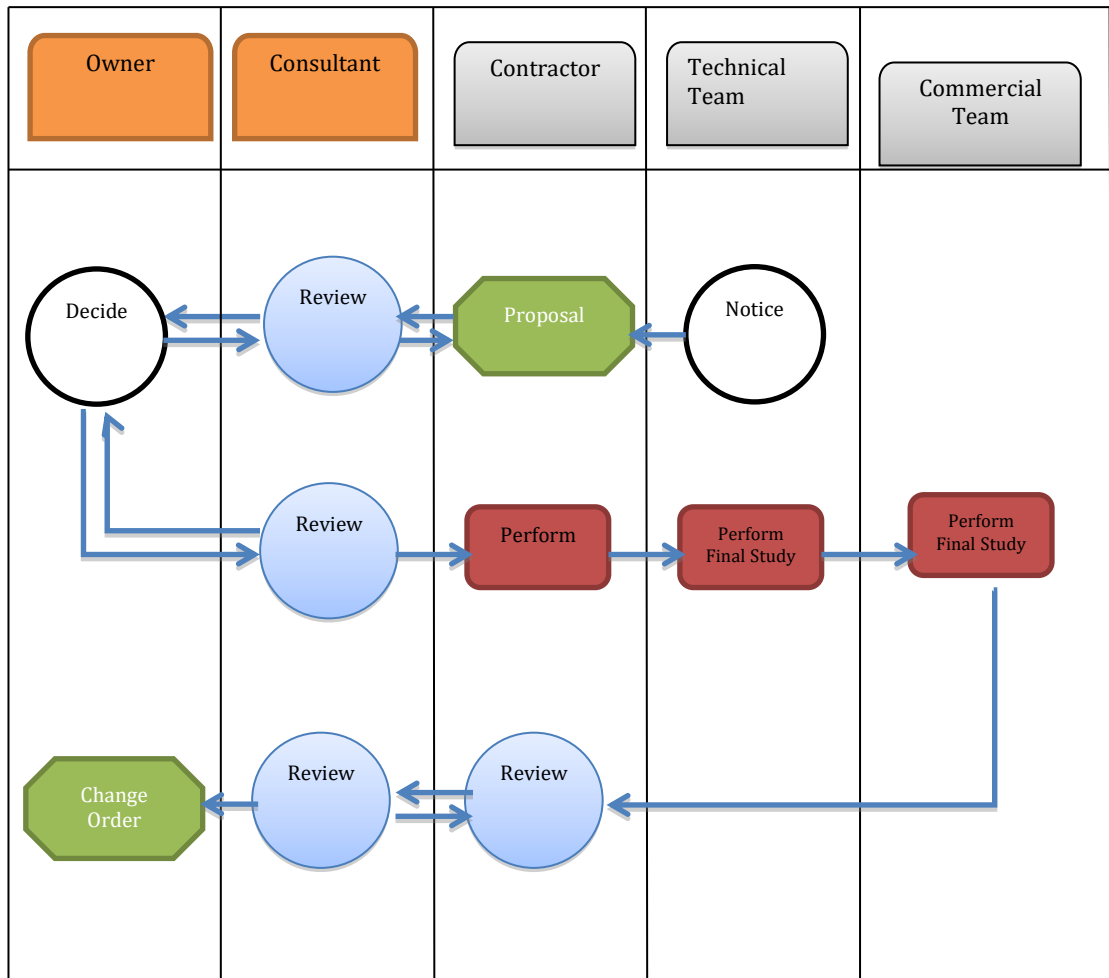 Owner
Consultant
Contractor
Technical
Team
Commercial
Team
Decide
Review
Proposal
Notice
Review
Perform
Perform
Final Study
Perform
Final Study
Change
Order
Review
Review